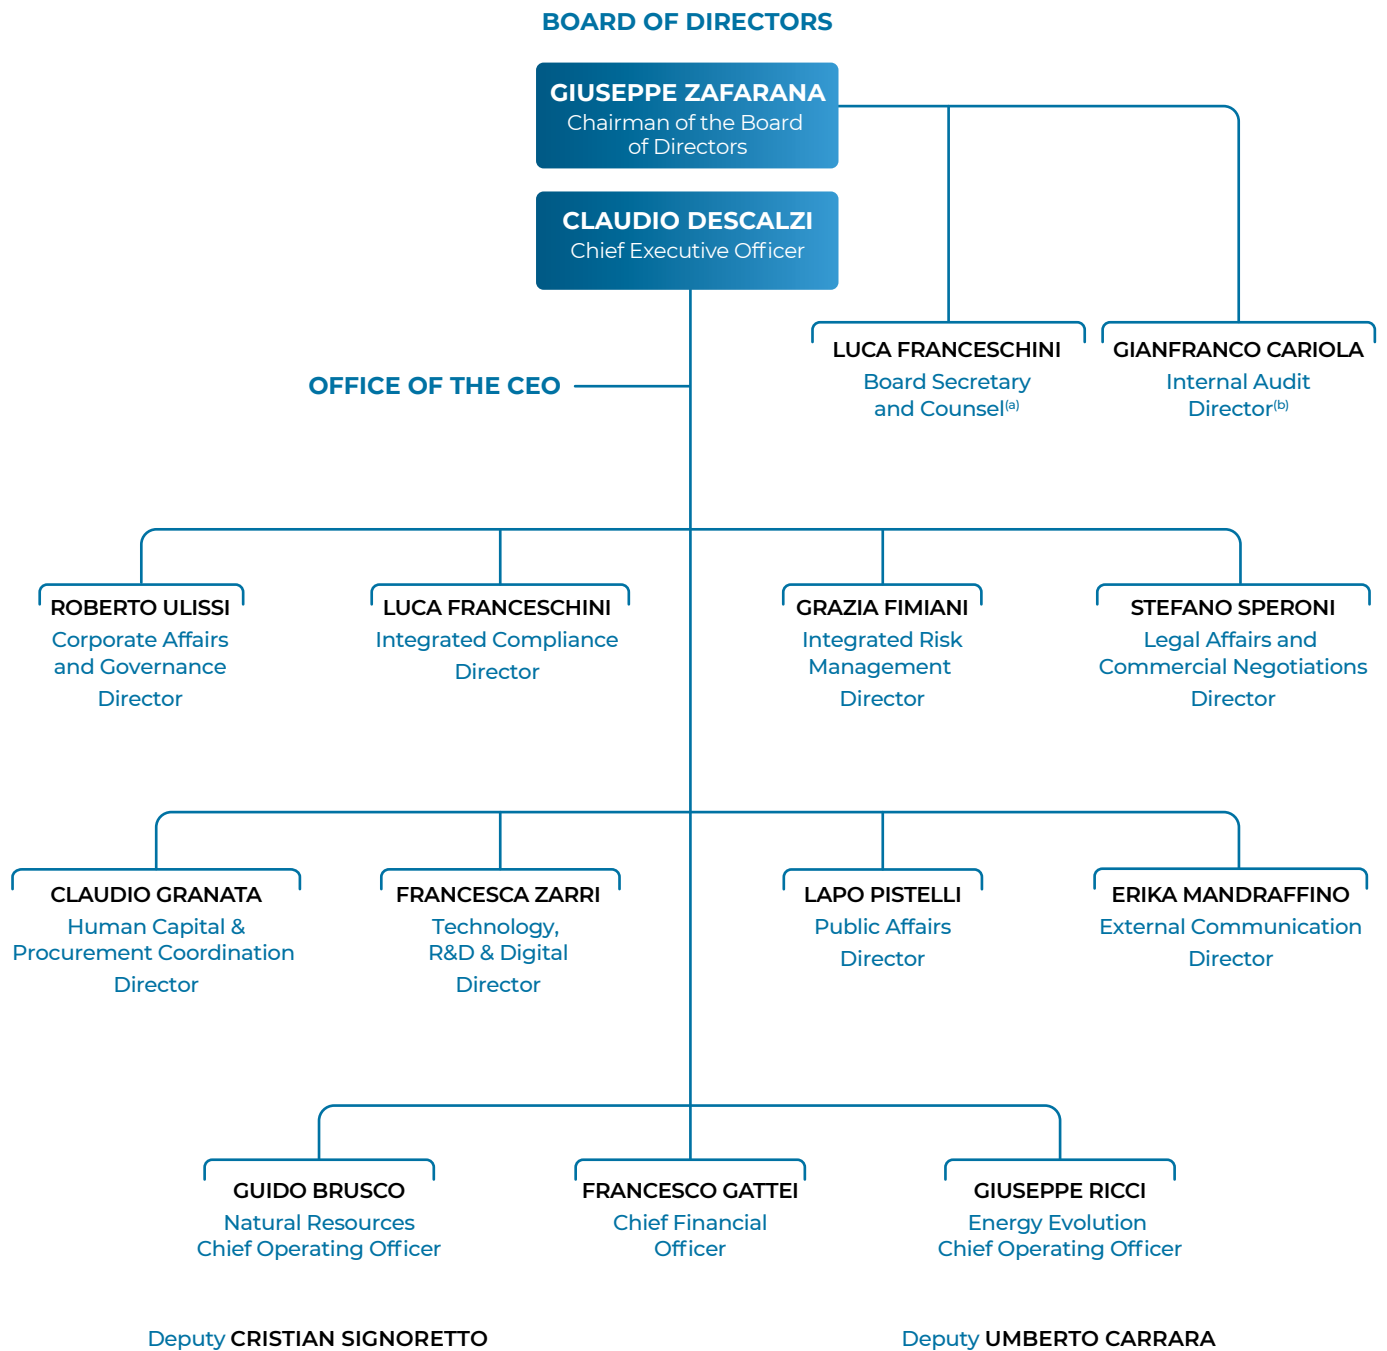 BOARD OF DIRECTORS
GIUSEPPE ZAFARANA
Chairman of the Board
of Directors
CLAUDIO DESCALZI
Chief Executive Officer
LUCA FRANCESCHINI
Board Secretary
and Counsel(a)
GIANFRANCO CARIOLA
Internal Audit
Director(b)
OFFICE OF THE CEO
ROBERTO ULISSI
Corporate Affairs
and Governance
Director
LUCA FRANCESCHINI
Integrated Compliance
Director
GRAZIA FIMIANI
Integrated Risk
Management
Director
STEFANO SPERONI
Legal Affairs and
Commercial Negotiations
Director
CLAUDIO GRANATA
Human Capital &
Procurement Coordination
Director
FRANCESCA ZARRI
Technology,
R&D & Digital
Director
LAPO PISTELLI
Public Affairs
Director
ERIKA MANDRAFFINO
External Communication
Director
GUIDO BRUSCO
Natural Resources
Chief Operating Officer
FRANCESCO GATTEI
Chief Financial
Officer
GIUSEPPE RICCI
Energy Evolution
Chief Operating Officer
Deputy CRISTIAN SIGNORETTO
Deputy UMBERTO CARRARA